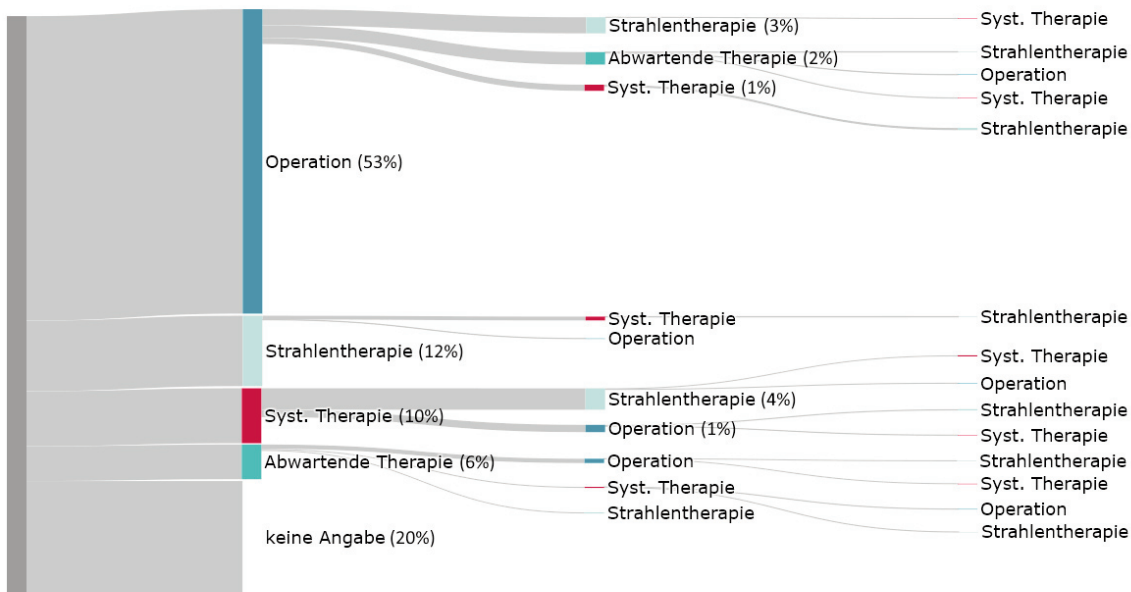 Operation (53%)
Strahlentherapie (12%)
Syst. Therapie (10%)
Abwartende Therapie (6%)
keine Angabe (20%)
Strahlentherapie (3%)
Abwartende Therapie (2%)
Syst. Therapie (1%)
Syst. Therapie
Operation
Strahlentherapie (4%)
Operation (1%)
Operation
Syst. Therapie
Strahlentherapie
Syst. Therapie
Strahlentherapie
Operation
Syst. Therapie
Strahlentherapie
Strahlentherapie
Syst. Therapie
Operation
Strahlentherapie
Syst. Therapie
Strahlentherapie
Syst. Therapie
Operation
Strahlentherapie